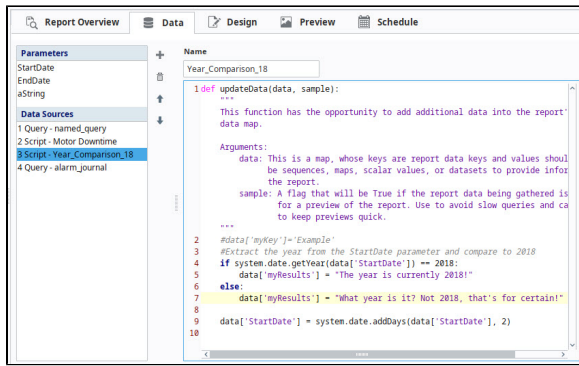 Report Overview Data Design Preview Schedule
Parameters
StartDate
EndDate
aString
Data Sources
1 Query - named_query
2 Script - Motor Downtime
3 Script - Year_Comparison_18
4 Query - alarm_journal
Name
Year_Comparison_18
1 def updateData(data, sample):
"""
This function has the opportunity to add additional data into the report'
data map.
Arguments:
data: This is a map, whose keys are report data keys and values shoul
be sequences, maps, scalar values, or datasets to provide infor
the report.
sample: A flag that will be True if the report data being gathered is
for a preview of the report. Use to avoid slow queries and ca
to keep previews quick.
"""
2 #data['myKey']='Example'
3 #Extract the year from the StartDate parameter and compare to 2018
4 if system.date.getYear(data['StartDate']) == 2018:
5 data['myResults'] = "The year is currently 2018!"
6 else:
7 data['myResults'] = "What year is it? Not 2018, that's for certain!"
8
9 data['StartDate'] = system.date.addDays(data['StartDate'], 2)
10